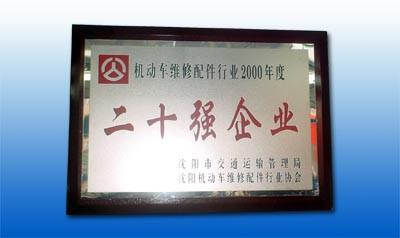 机动车维修配件行业2000年度
二十强企业
沈阳市交通运输管理局
沈阳机动车维修配件行业协会